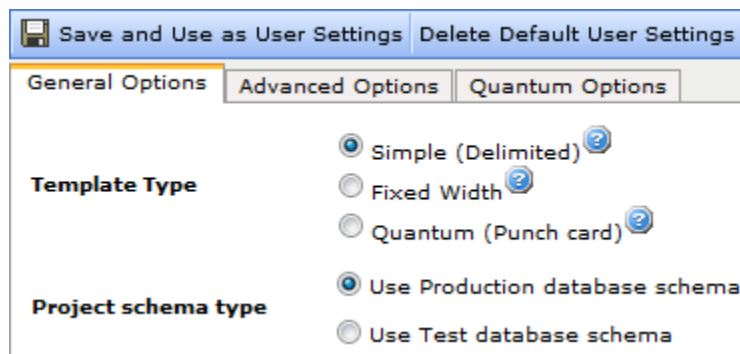 Save and Use as User Settings Delete Default User Settings
General Options Advanced Options Quantum Options
Template Type
Simple (Delimited) ?
Fixed Width ?
Quantum (Punch card) ?
Project schema type
Use Production database schema
Use Test database schema